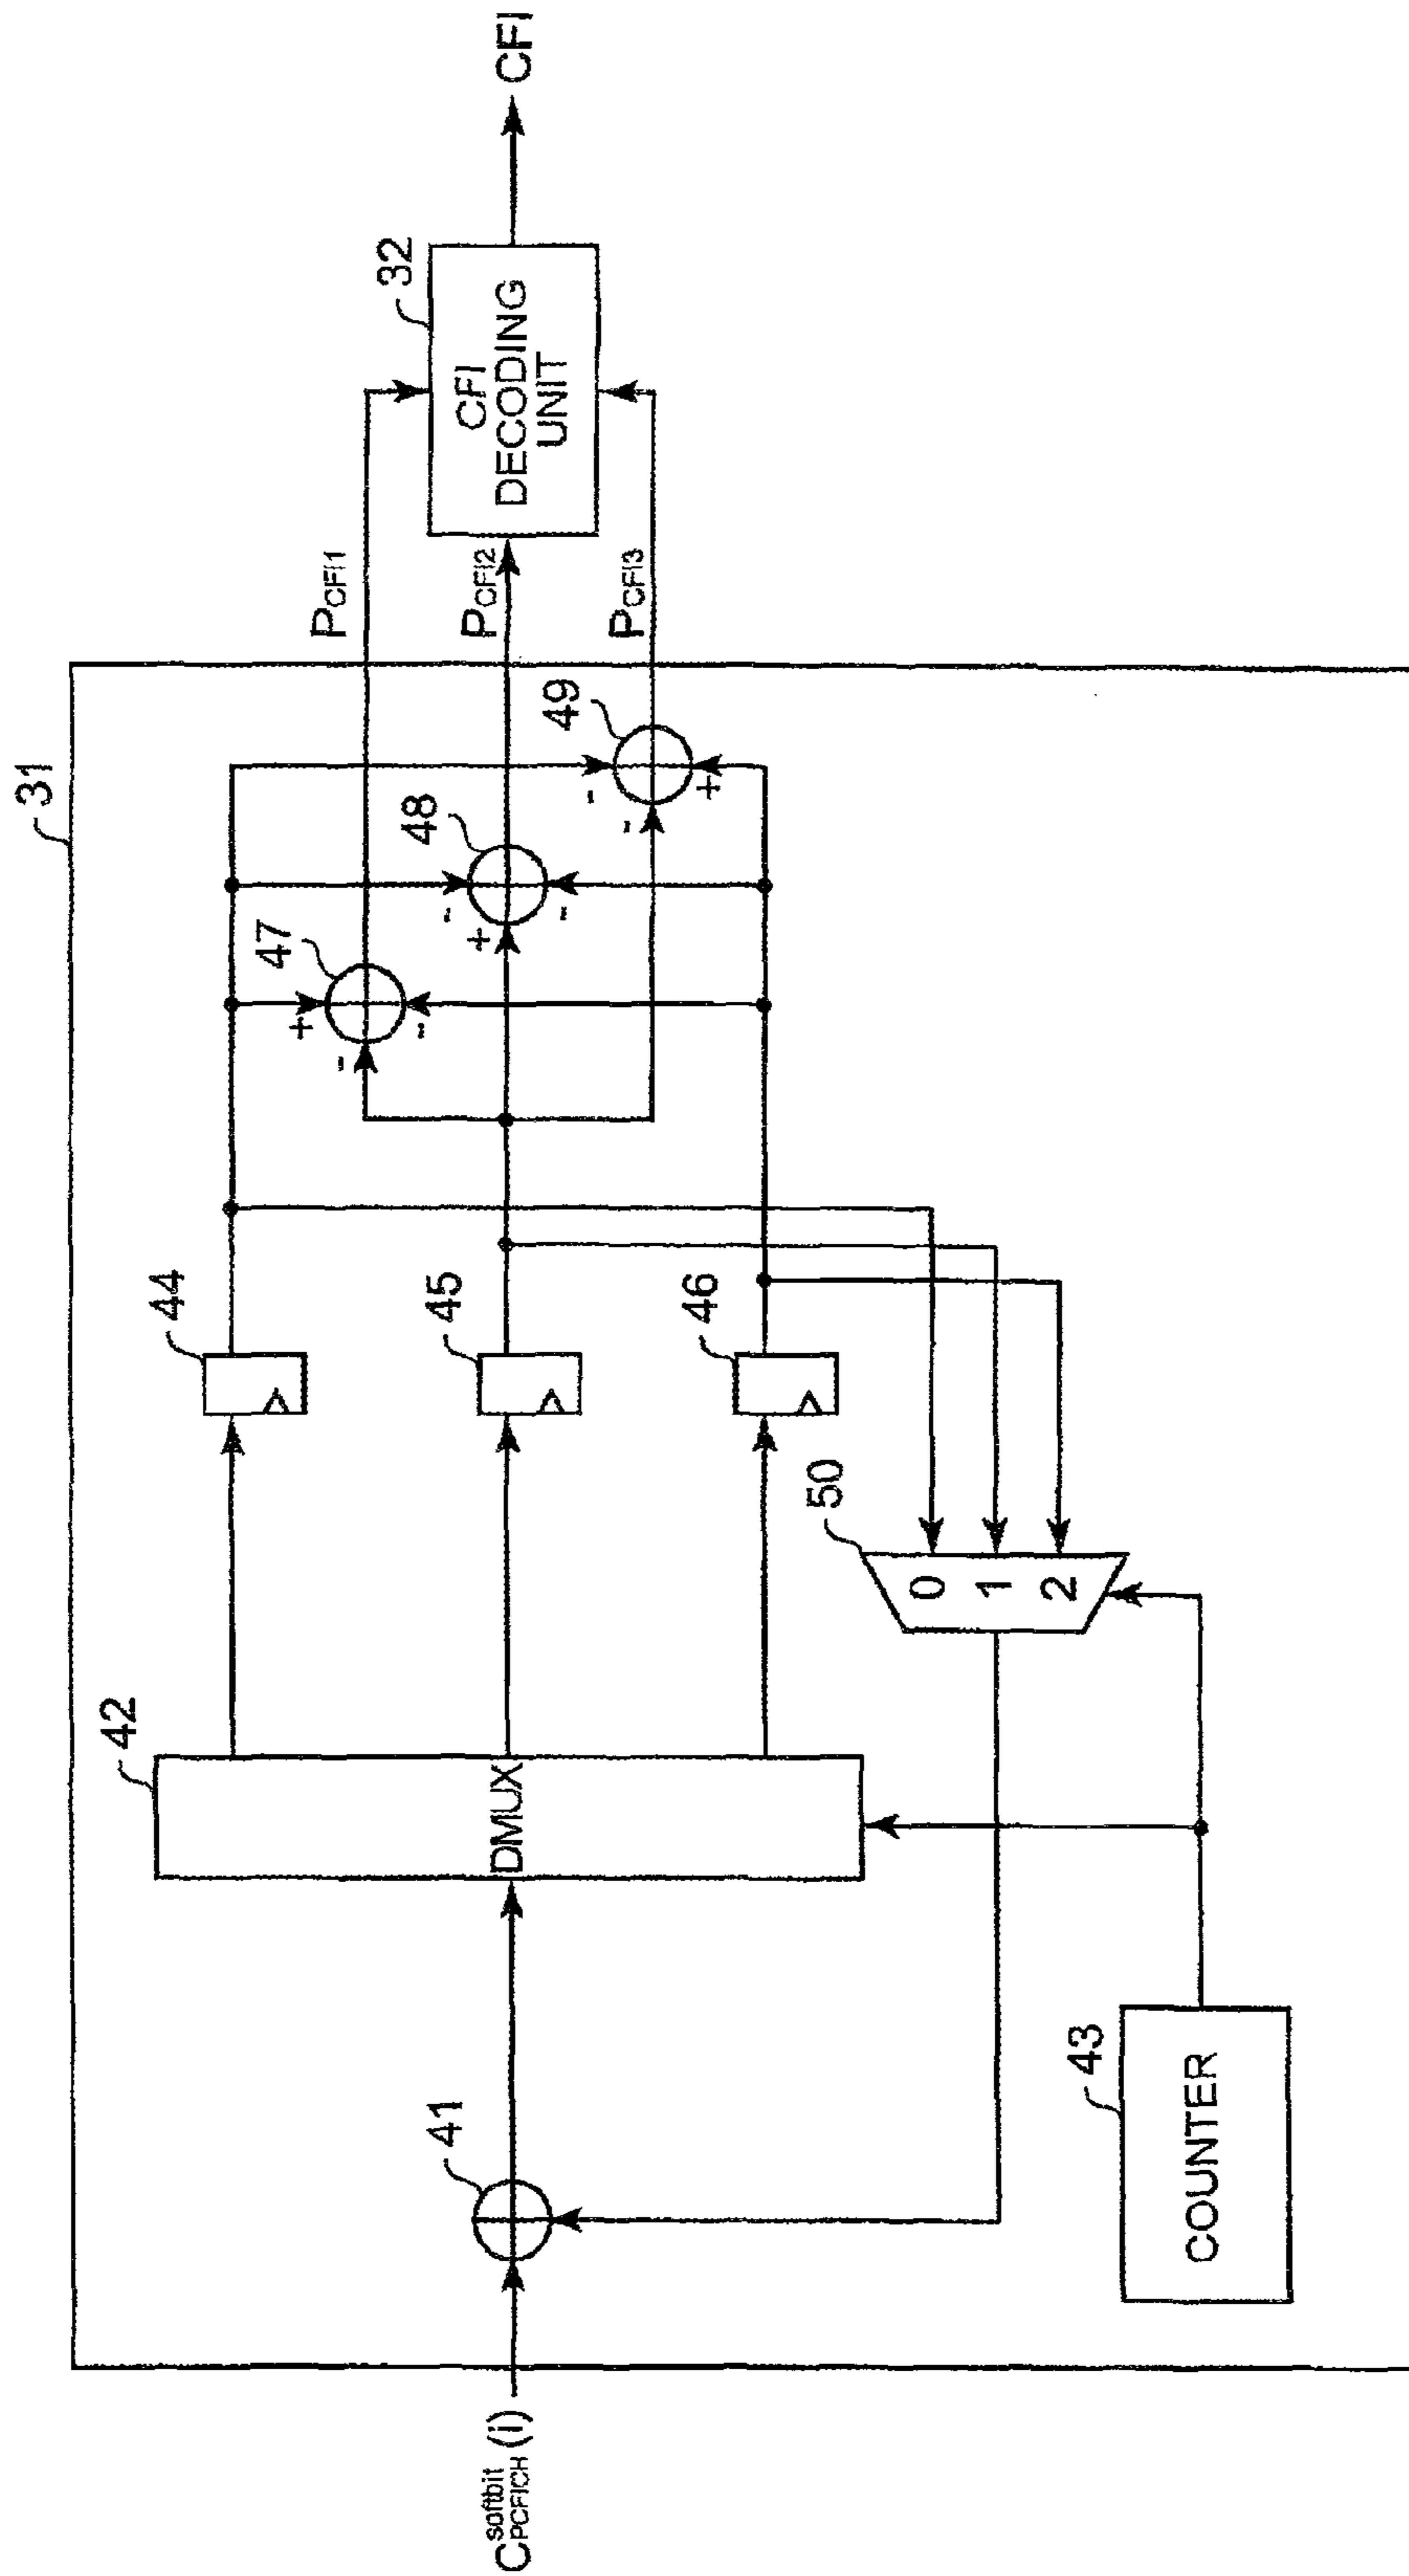 31
C^softbit_PCFICH (i)
41
42
DMUX
43
COUNTER
44
45
46
50
0
1
2
47
+
-
-
48
-
+
-
49
-
-
+
P_CFI1
P_CFI2
P_CFI3
32
CFI
DECODING
UNIT
CFI